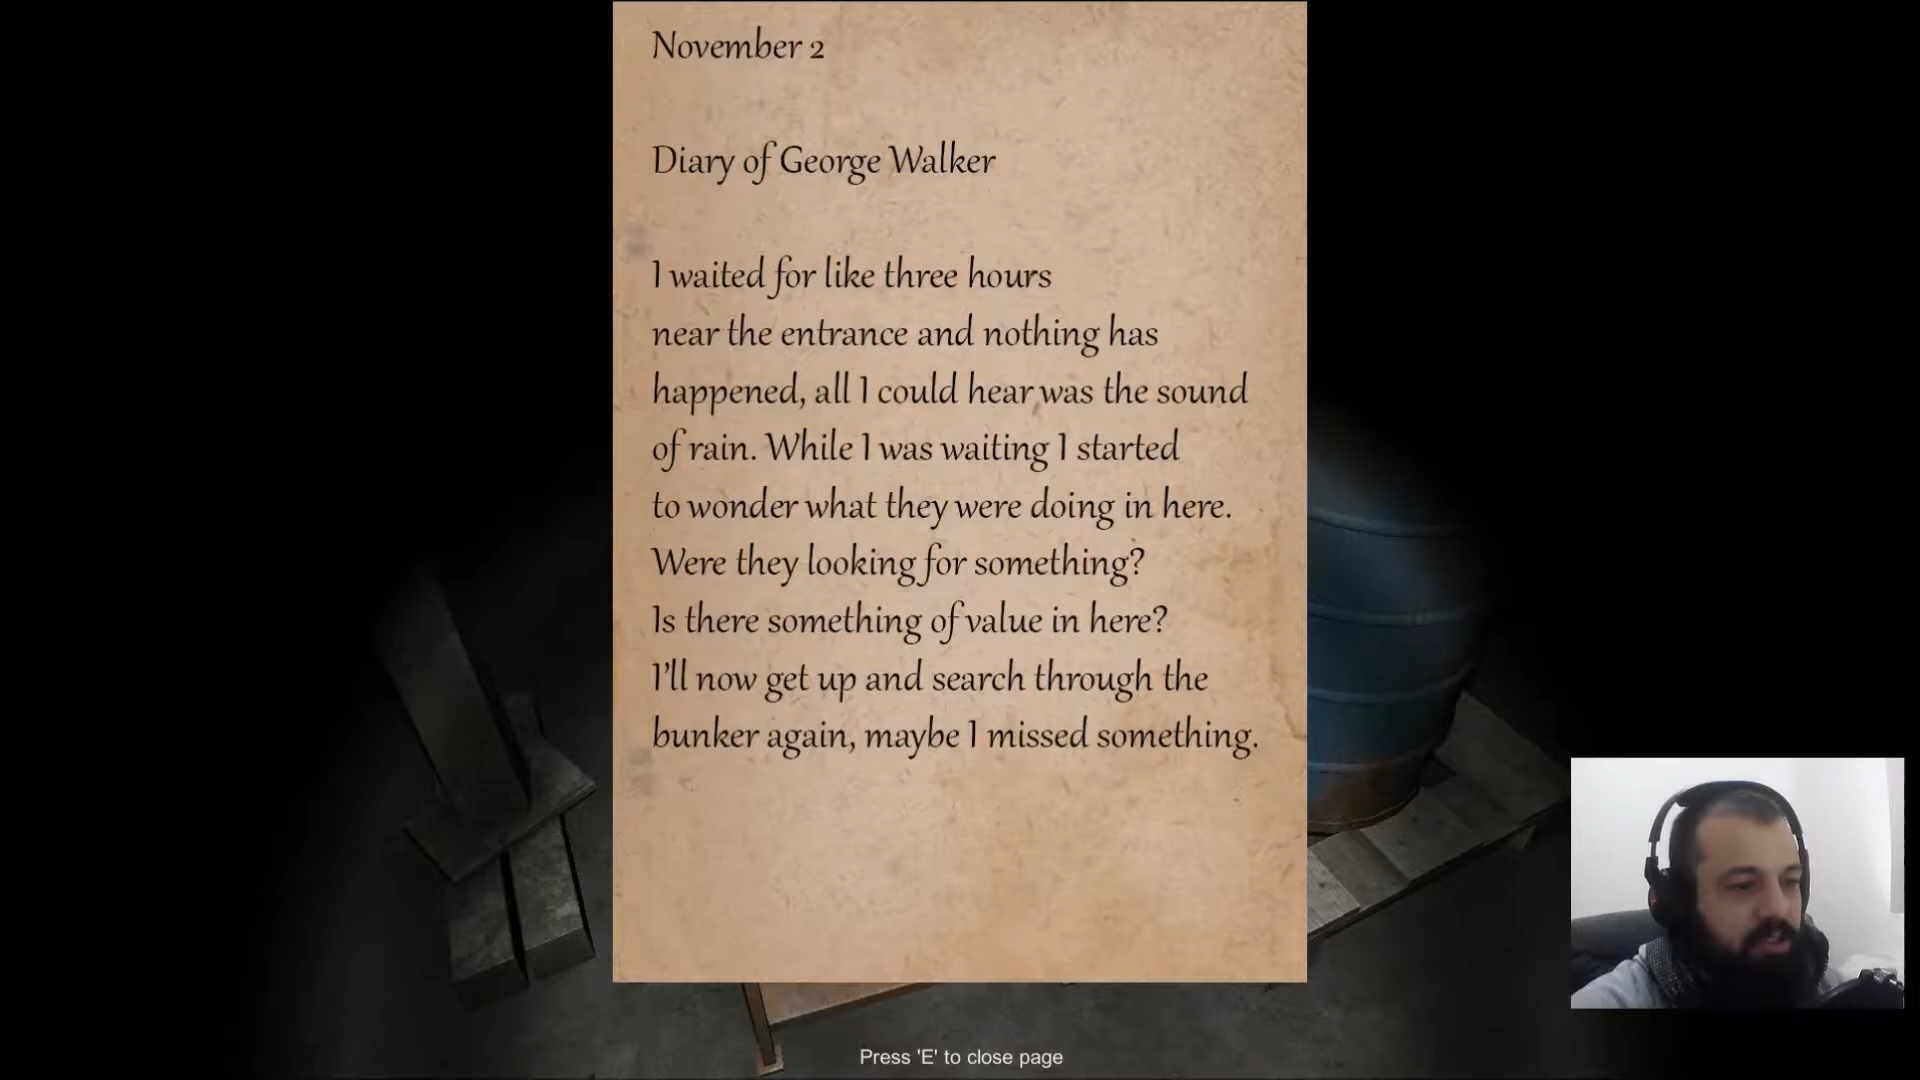 November 2
Diary of George Walker
I waited for like three hours
near the entrance and nothing has
happened, all I could hear was the sound
of rain. While I was waiting I started
to wonder what they were doing in here.
Were they looking for something?
Is there something of value in here?
I'll now get up and search through the
bunker again, maybe I missed something.
Press 'E' to close page